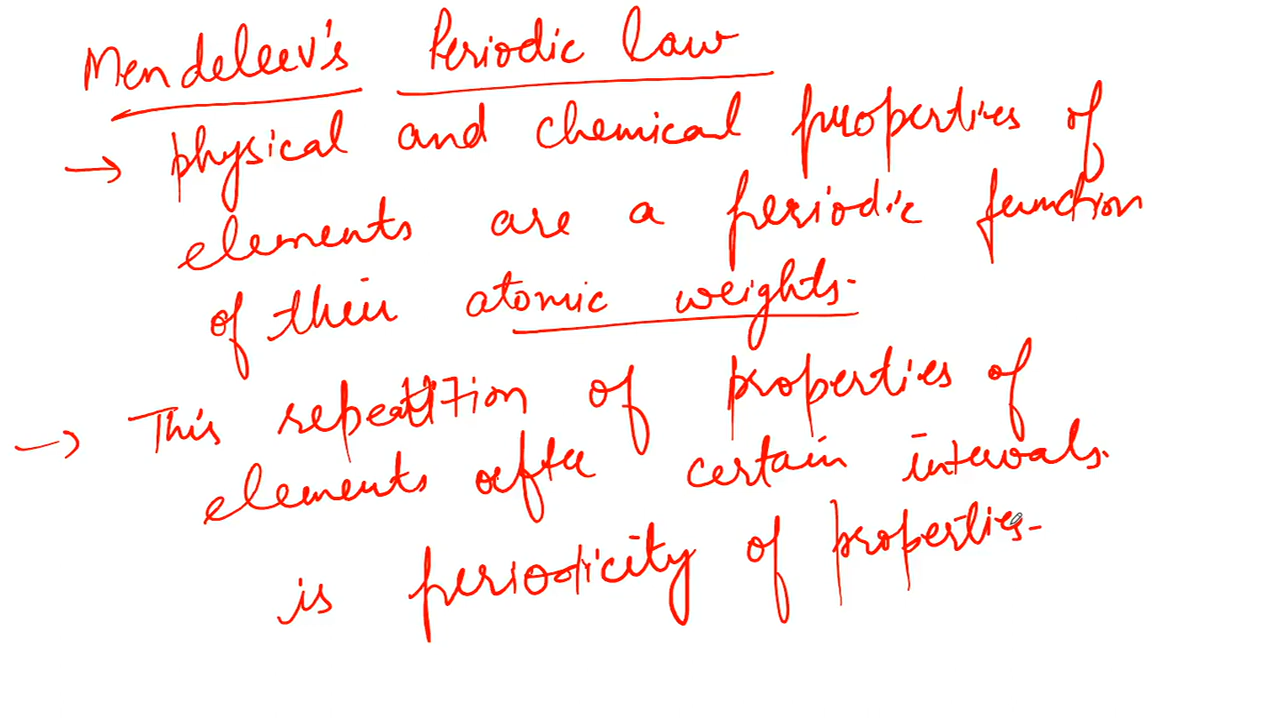 Mendeleev's Periodic law
→ physical and chemical properties of
elements are a periodic function
of their atomic weights.
→ This repeatition of properties of
elements after certain intervals.
is periodicity of properties.